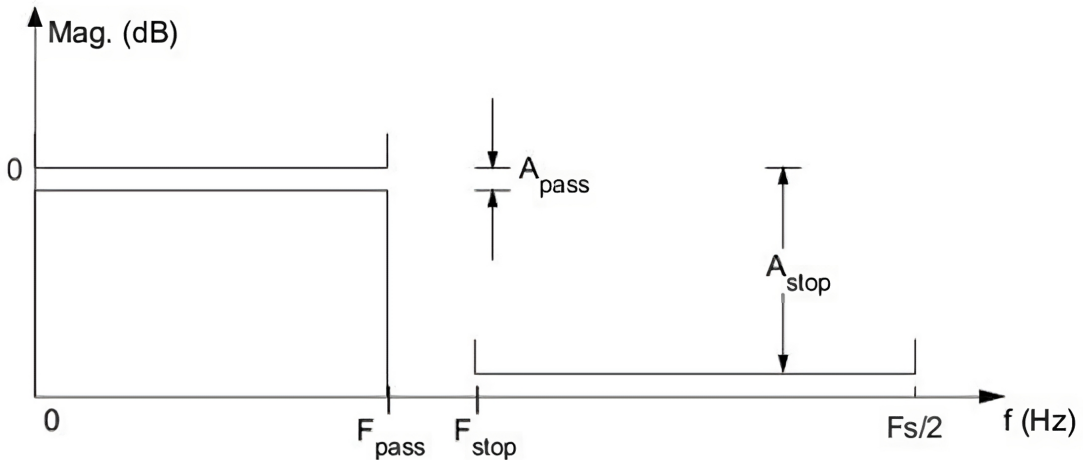 Mag. (dB)
0
A_pass
A_stop
0
F_pass
F_stop
Fs/2
f (Hz)